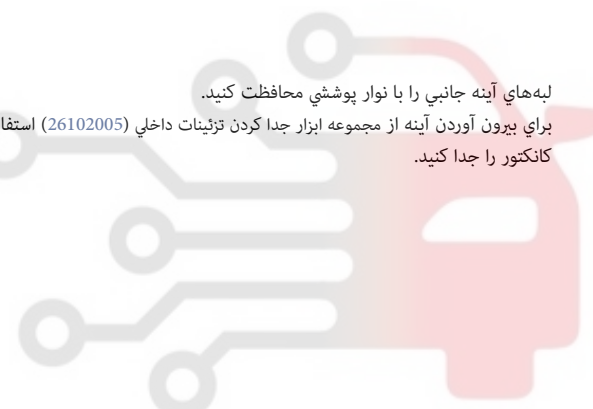 لبه‌هاي آينه جانبي را با نوار پوششي محافظت كنيد.
براي بيرون آوردن آينه از مجموعه ابزار جدا كردن تزئينات داخلي (26102005) استفا
كانكتور را جدا كنيد.